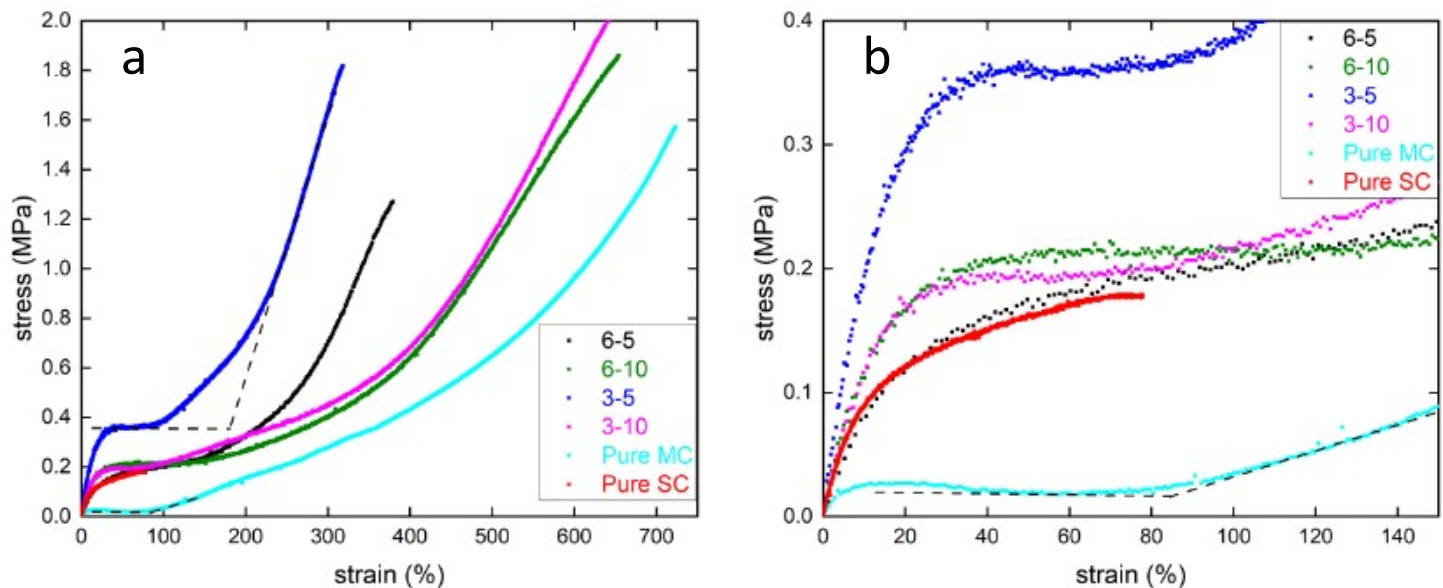 a
2.0
1.8
1.6
1.4
1.2
1.0
0.8
0.6
0.4
0.2
0.0
stress (MPa)
0 100 200 300 400 500 600 700
strain (%)
6-5
6-10
3-5
3-10
Pure MC
Pure SC
b
0.4
0.3
0.2
0.1
0.0
stress (MPa)
0 20 40 60 80 100 120 140
strain (%)
6-5
6-10
3-5
3-10
Pure MC
Pure SC